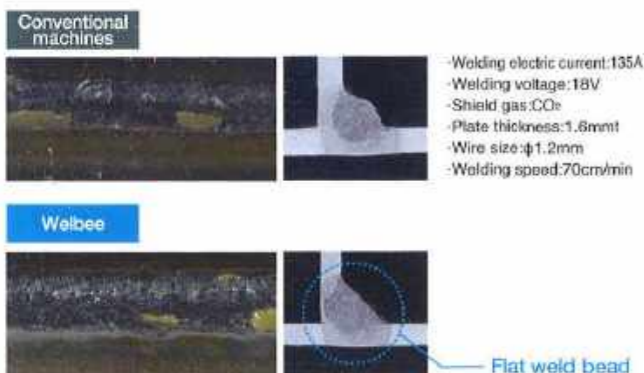 Conventional
machines
-Welding electric current:135A
-Welding voltage:18V
-Shield gas:CO₂
-Plate thickness:1.6mmt
-Wire size:φ1.2mm
-Welding speed:70cm/min
Welbee
Flat weld bead